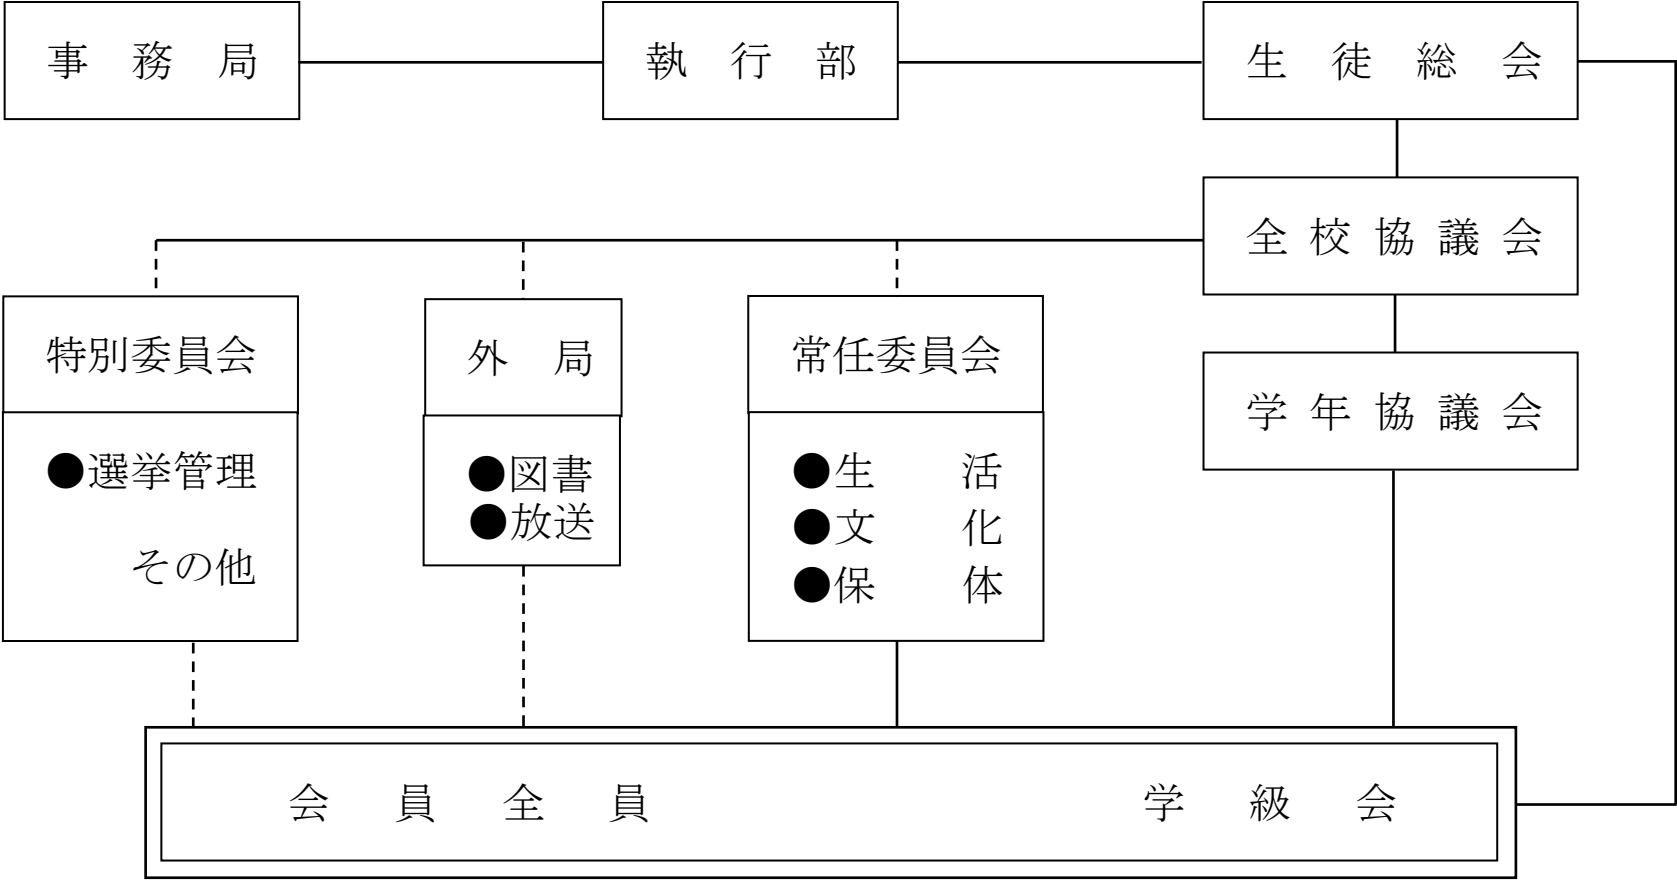 事務局
執行部
生徒総会
全校協議会
特別委員会
外局
常任委員会
学年協議会
●選挙管理
その他
●図書
●放送
●生活
●文化
●保体
会員全員
学級会